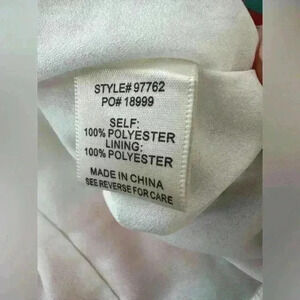 STYLE# 97762
PO# 18999
SELF:
100% POLYESTER
LINING:
100% POLYESTER
MADE IN CHINA
SEE REVERSE FOR CARE